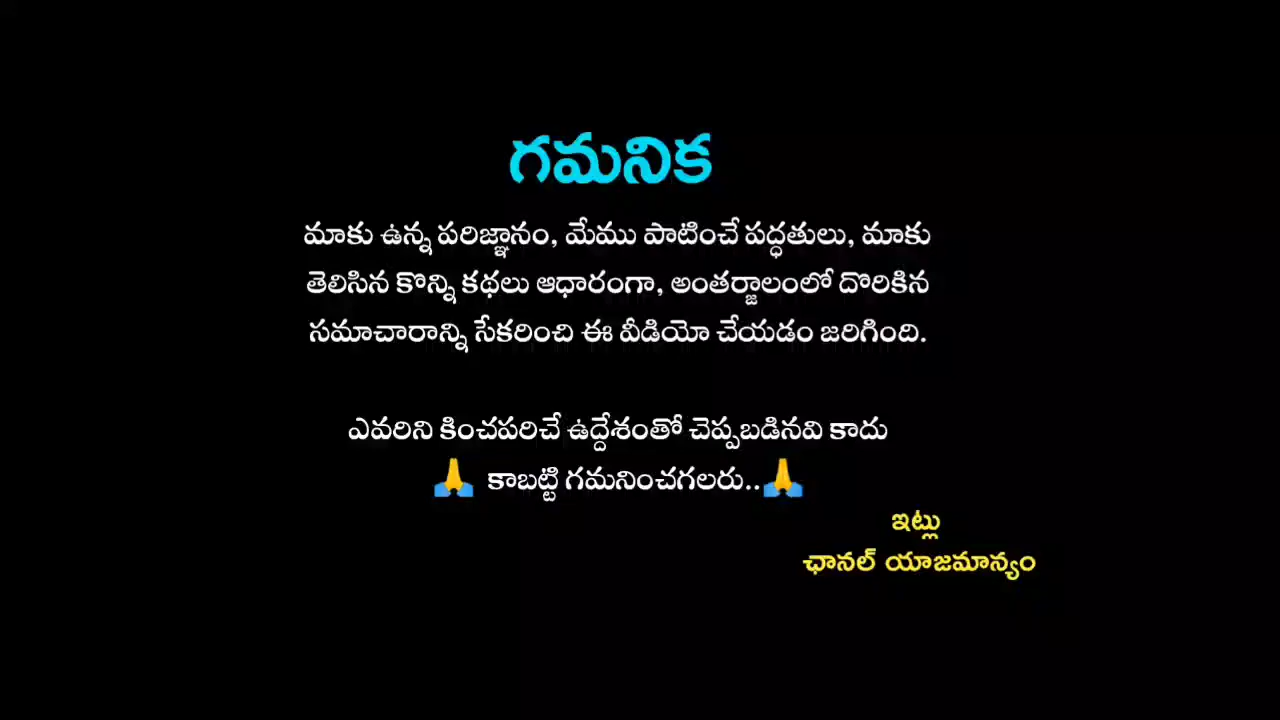 గమనిక
మాకు ఉన్న పరిజ్ఞానం, మేము పాటించే పద్ధతులు, మాకు
తెలిసిన కొన్ని కథలు ఆధారంగా, అంతర్జాలంలో దొరికిన
సమాచారాన్ని సేకరించి ఈ వీడియో చేయడం జరిగింది.
ఎవరిని కించపరిచే ఉద్దేశంతో చెప్పబడినవి కాదు
🙏 కాబట్టి గమనించగలరు..🙏
ఇట్లు
ఛానల్ యాజమాన్యం